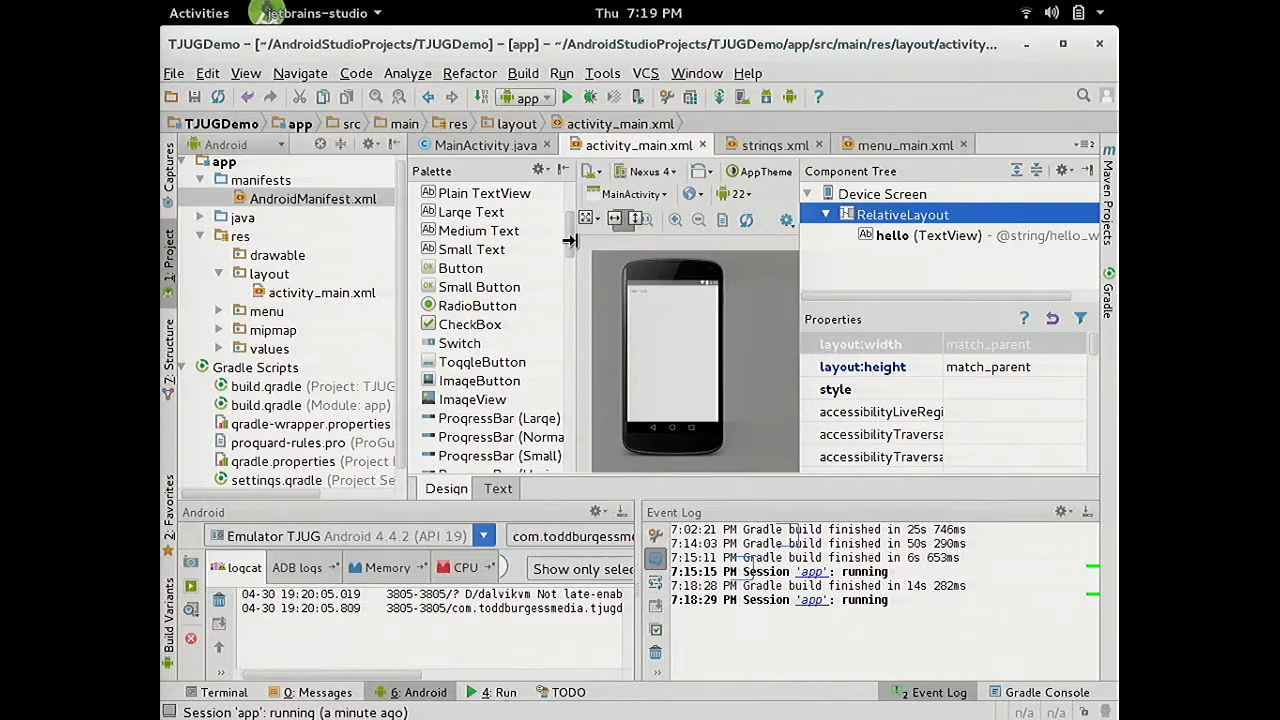 Activities
jetbrains-studio
Thu 7:19 PM
TJUGDemo – [~/AndroidStudioProjects/TJUGDemo] – [app] – ~/AndroidStudioProjects/TJUGDemo/app/src/main/res/layout/activity...
File Edit View Navigate Code Analyze Refactor Build Run Tools VCS Window Help
app
TJUGDemo app src main res layout activity_main.xml
Android
MainActivity.java activity_main.xml strings.xml menu_main.xml
Captures
1: Project
7: Structure
2: Favorites
Build Variants
app
manifests
AndroidManifest.xml
java
res
drawable
layout
activity_main.xml
menu
mipmap
values
Gradle Scripts
build.gradle (Project: TJUG
build.gradle (Module: app)
gradle-wrapper.properties
proguard-rules.pro (ProGu
gradle.properties (Project
settings.gradle (Project Se
Palette
Plain TextView
Large Text
Medium Text
Small Text
Button
Small Button
RadioButton
CheckBox
Switch
ToggleButton
ImageButton
ImageView
ProgressBar (Large)
ProgressBar (Norma
ProgressBar (Small)
Nexus 4
AppTheme
MainActivity
22
Design Text
Component Tree
Device Screen
RelativeLayout
hello (TextView) - @string/hello_w
Properties
layout:width match_parent
layout:height match_parent
style
accessibilityLiveRegi
accessibilityTraversa
accessibilityTraversa
Maven Projects
Gradle
Android
Emulator TJUG Android 4.4.2 (API 19)
com.toddburgessm
logcat ADB logs Memory CPU
Show only selec
04-30 19:20:05.019 3805-3805/? D/dalvikvm Not late-enab
04-30 19:20:05.809 3805-3805/com.toddburgessmedia.tjugd
Event Log
7:02:21 PM Gradle build finished in 25s 746ms
7:14:03 PM Gradle build finished in 50s 290ms
7:15:11 PM Gradle build finished in 6s 653ms
7:15:15 PM Session 'app': running
7:18:28 PM Gradle build finished in 14s 282ms
7:18:29 PM Session 'app': running
Terminal 0: Messages 6: Android 4: Run TODO
2 Event Log Gradle Console
Session 'app': running (a minute ago)
n/a n/a